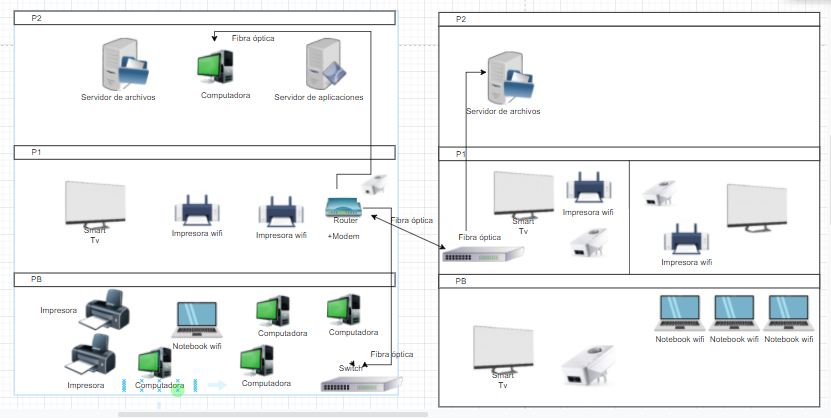 P2
Fibra óptica
Servidor de archivos
Computadora
Servidor de aplicaciones
P1
Smart
Tv
Impresora wifi
Impresora wifi
Router
+Modem
Fibra óptica
PB
Impresora
Notebook wifi
Computadora
Computadora
Impresora
Computadora
Computadora
Fibra óptica
Switch
P2
Servidor de archivos
P1
Smart
Tv
Impresora wifi
Fibra óptica
Impresora wifi
PB
Notebook wifi
Notebook wifi
Notebook wifi
Smart
Tv